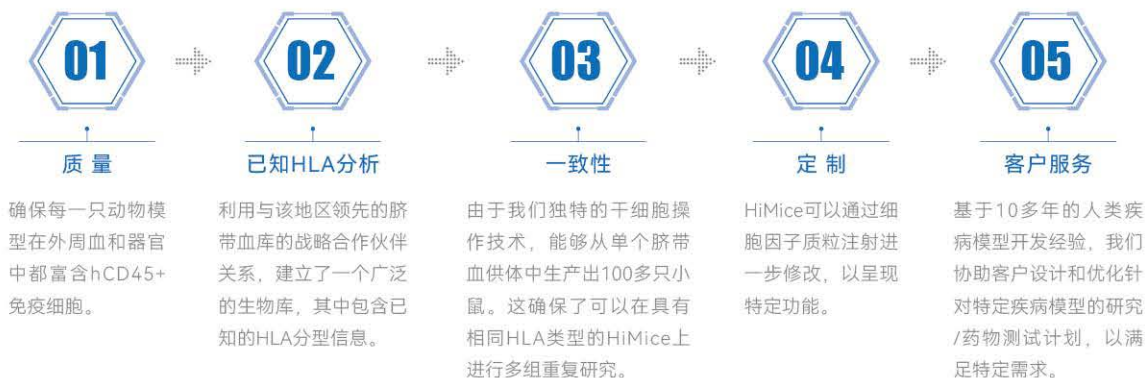 01
质 量
确保每一只动物模
型在外周血和器官
中都富含hCD45+
免疫细胞。
02
已知HLA分析
利用与该地区领先的脐
带血库的战略合作伙伴
关系，建立了一个广泛
的生物库，其中包含已
知的HLA分型信息。
03
一致性
由于我们独特的干细胞操
作技术，能够从单个脐带
血供体中生产出100多只小
鼠。这确保了可以在具有
相同HLA类型的HiMice上
进行多组重复研究。
04
定 制
HiMice可以通过细
胞因子质粒注射进
一步修改，以呈现
特定功能。
05
客户服务
基于10多年的人类疾
病模型开发经验，我们
协助客户设计和优化针
对特定疾病模型的研究
/药物测试计划，以满
足特定需求。